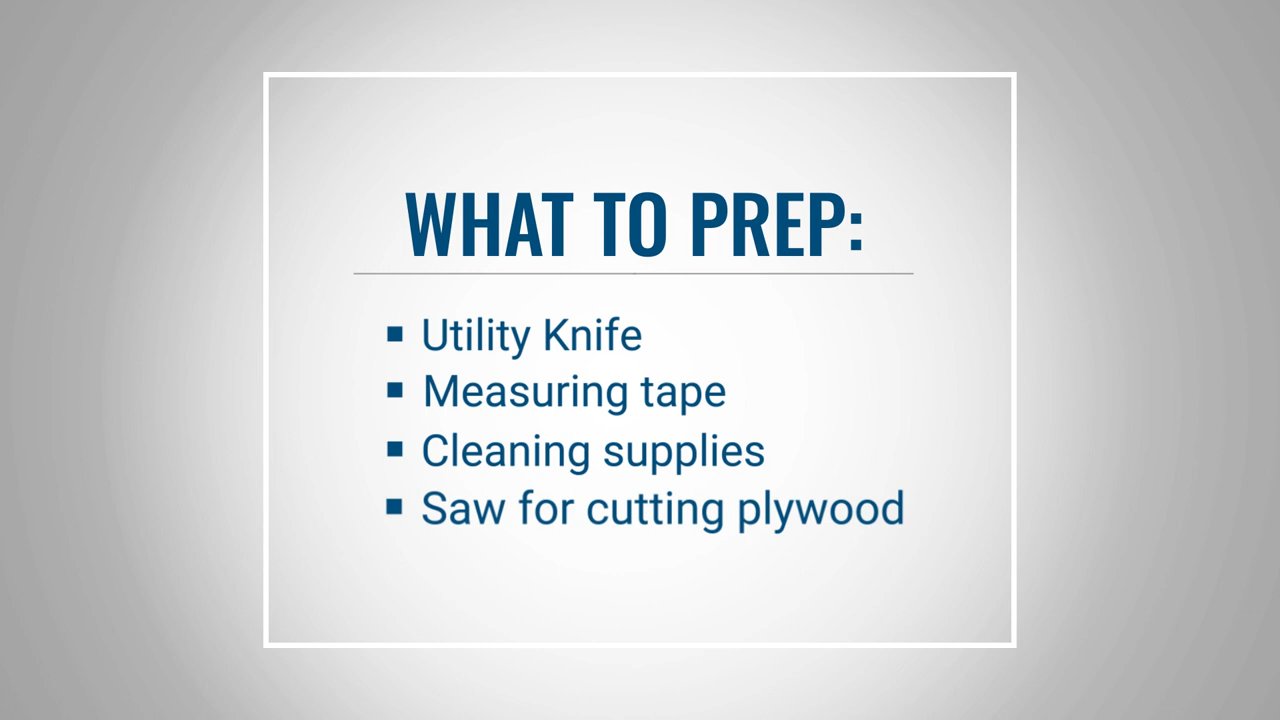 WHAT TO PREP:
▪ Utility Knife
▪ Measuring tape
▪ Cleaning supplies
▪ Saw for cutting plywood